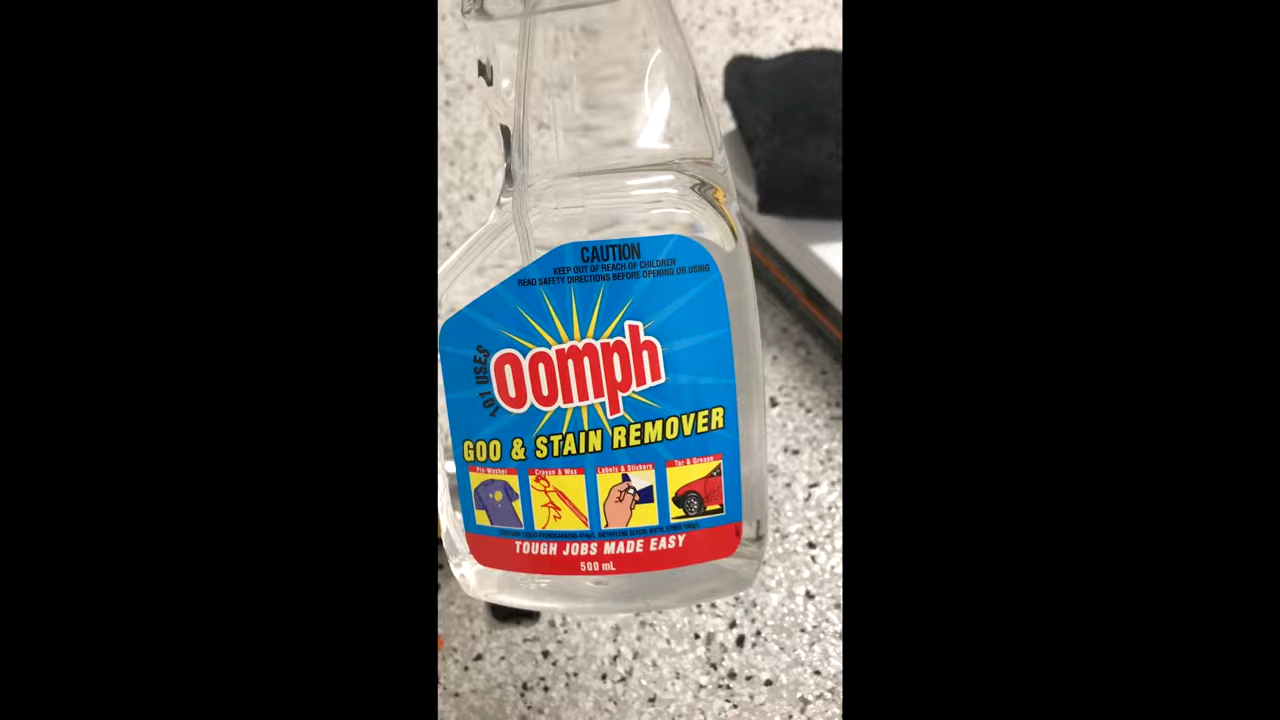 CAUTION
KEEP OUT OF REACH OF CHILDREN
READ SAFETY DIRECTIONS BEFORE OPENING OR USING
101 USES
Oomph
GOO & STAIN REMOVER
Pre-Washer
Crayon & Wax
Labels & Stickers
Tar & Grease
TOUGH JOBS MADE EASY
500 mL